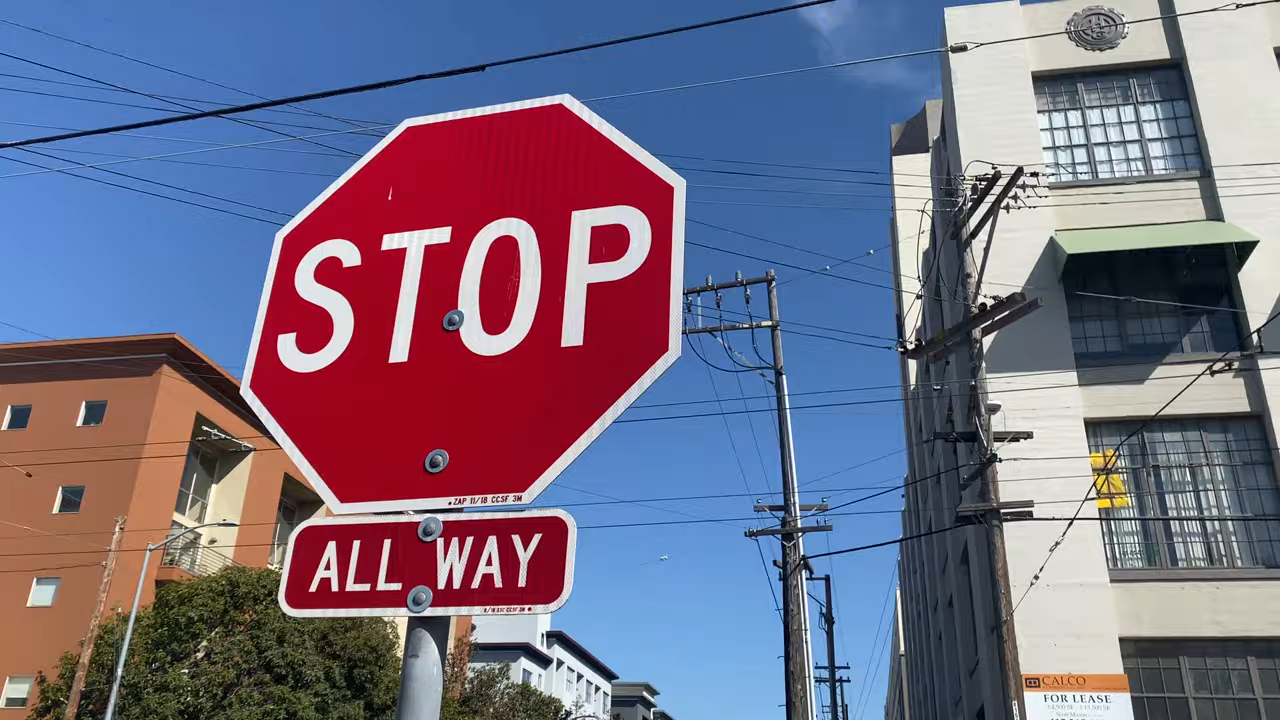 STOP
ZAP 11/18 CCSF 3M
ALL WAY
CALCO
FOR LEASE